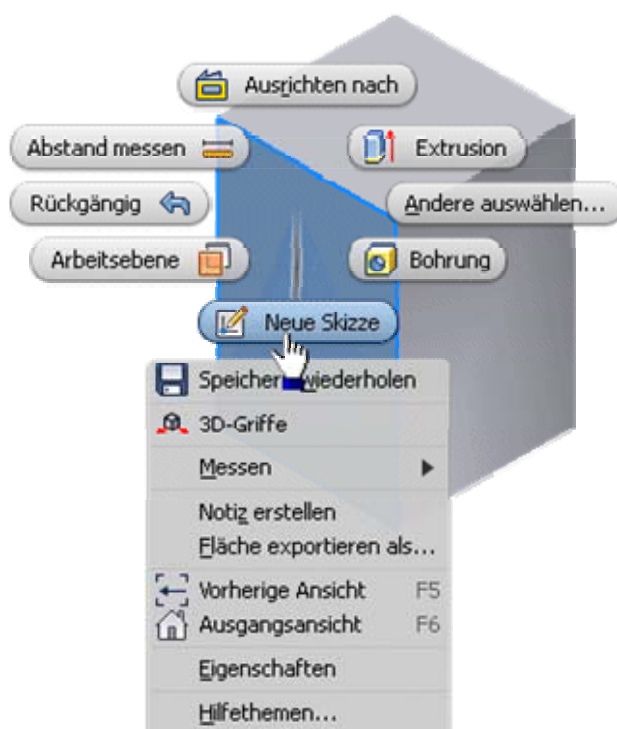 Ausrichten nach
Abstand messen
Extrusion
Rückgängig
Andere auswählen...
Arbeitsebene
Bohrung
Neue Skizze
Speichern wiederholen
3D-Griffe
Messen
Notiz erstellen
Fläche exportieren als...
Vorherige Ansicht F5
Ausgangsansicht F6
Eigenschaften
Hilfethemen...